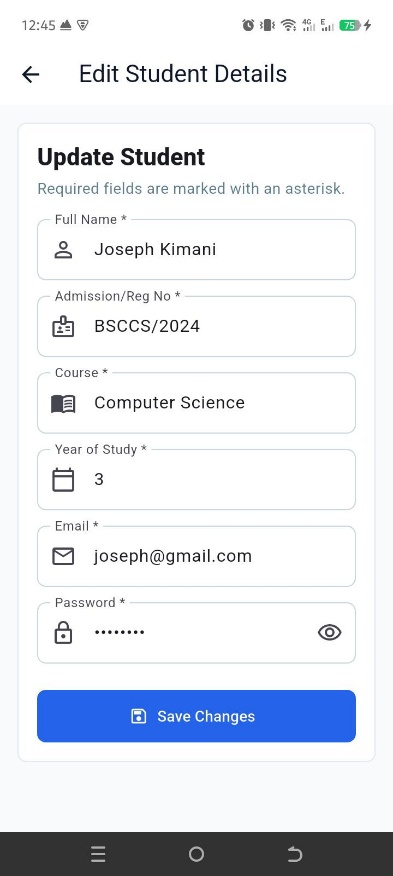 12:45 4G E 75
Edit Student Details
Update Student
Required fields are marked with an asterisk.
Full Name *
Joseph Kimani
Admission/Reg No *
BSCCS/2024
Course *
Computer Science
Year of Study *
3
Email *
joseph@gmail.com
Password *
••••••••
Save Changes